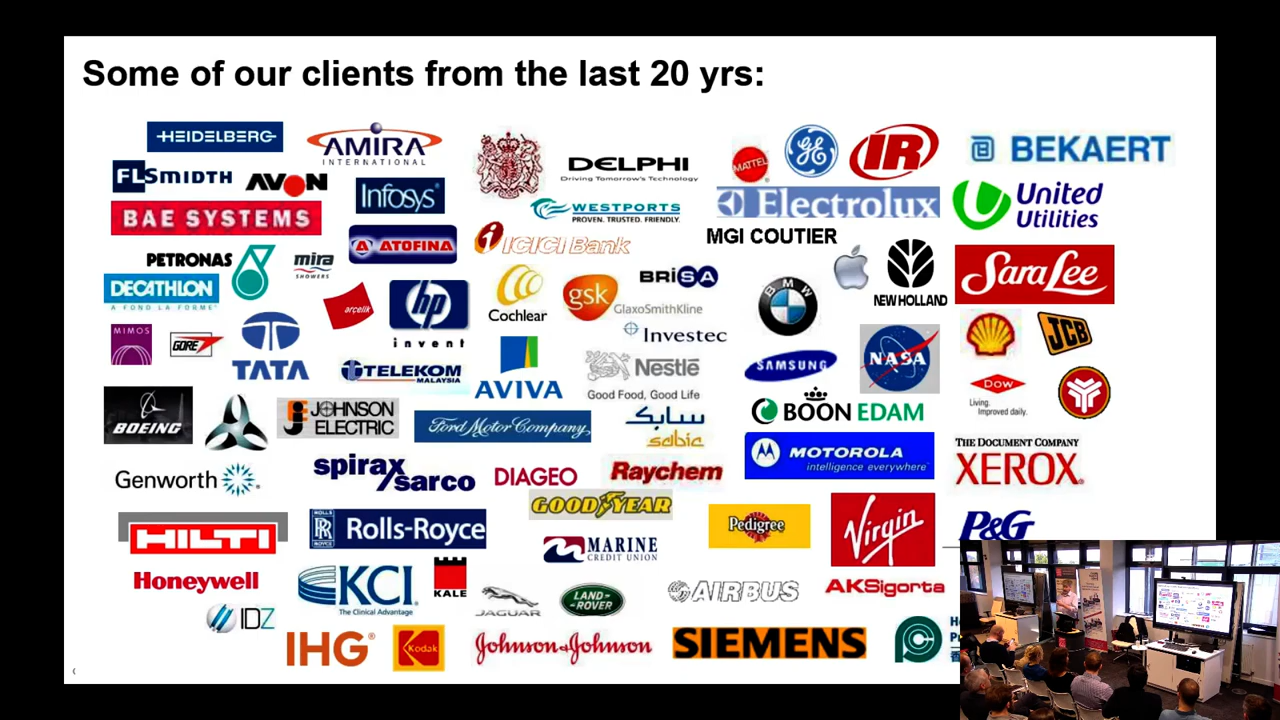 Some of our clients from the last 20 yrs:
HEIDELBERG
AMIRA
INTERNATIONAL
DELPHI
Driving Tomorrow's Technology
MATTEL
GE
IR
BEKAERT
FLSMIDTH
AVON
Infosys
WESTPORTS
PROVEN. TRUSTED. FRIENDLY.
Electrolux
United
Utilities
BAE SYSTEMS
ATOFINA
ICICI Bank
MGI COUTIER
PETRONAS
mira
SHOWERS
DECATHLON
A FOND LA FORME
arçelik
hp
invent
Cochlear
gsk
GlaxoSmithKline
BRiSA
BMW
NEW HOLLAND
Sara Lee
MIMOS
GORE
TATA
TELEKOM
MALAYSIA
AVIVA
Investec
Nestlé
Good Food, Good Life
SAMSUNG
NASA
JCB
Dow
Living.
Improved daily.
BOEING
JOHNSON
ELECTRIC
Ford Motor Company
سابك
sabic
BOON EDAM
MOTOROLA
intelligence everywhere
THE DOCUMENT COMPANY
XEROX
Genworth
spirax
sarco
DIAGEO
Raychem
GOODYEAR
Pedigree
Virgin
P&G
HILTI
ROLLS
RR
ROYCE
Rolls-Royce
MARINE
CREDIT UNION
Honeywell
KCI
The Clinical Advantage
KALE
JAGUAR
LAND-
ROVER
AIRBUS
AKSigorta
IDZ
IHG
Kodak
Johnson & Johnson
SIEMENS